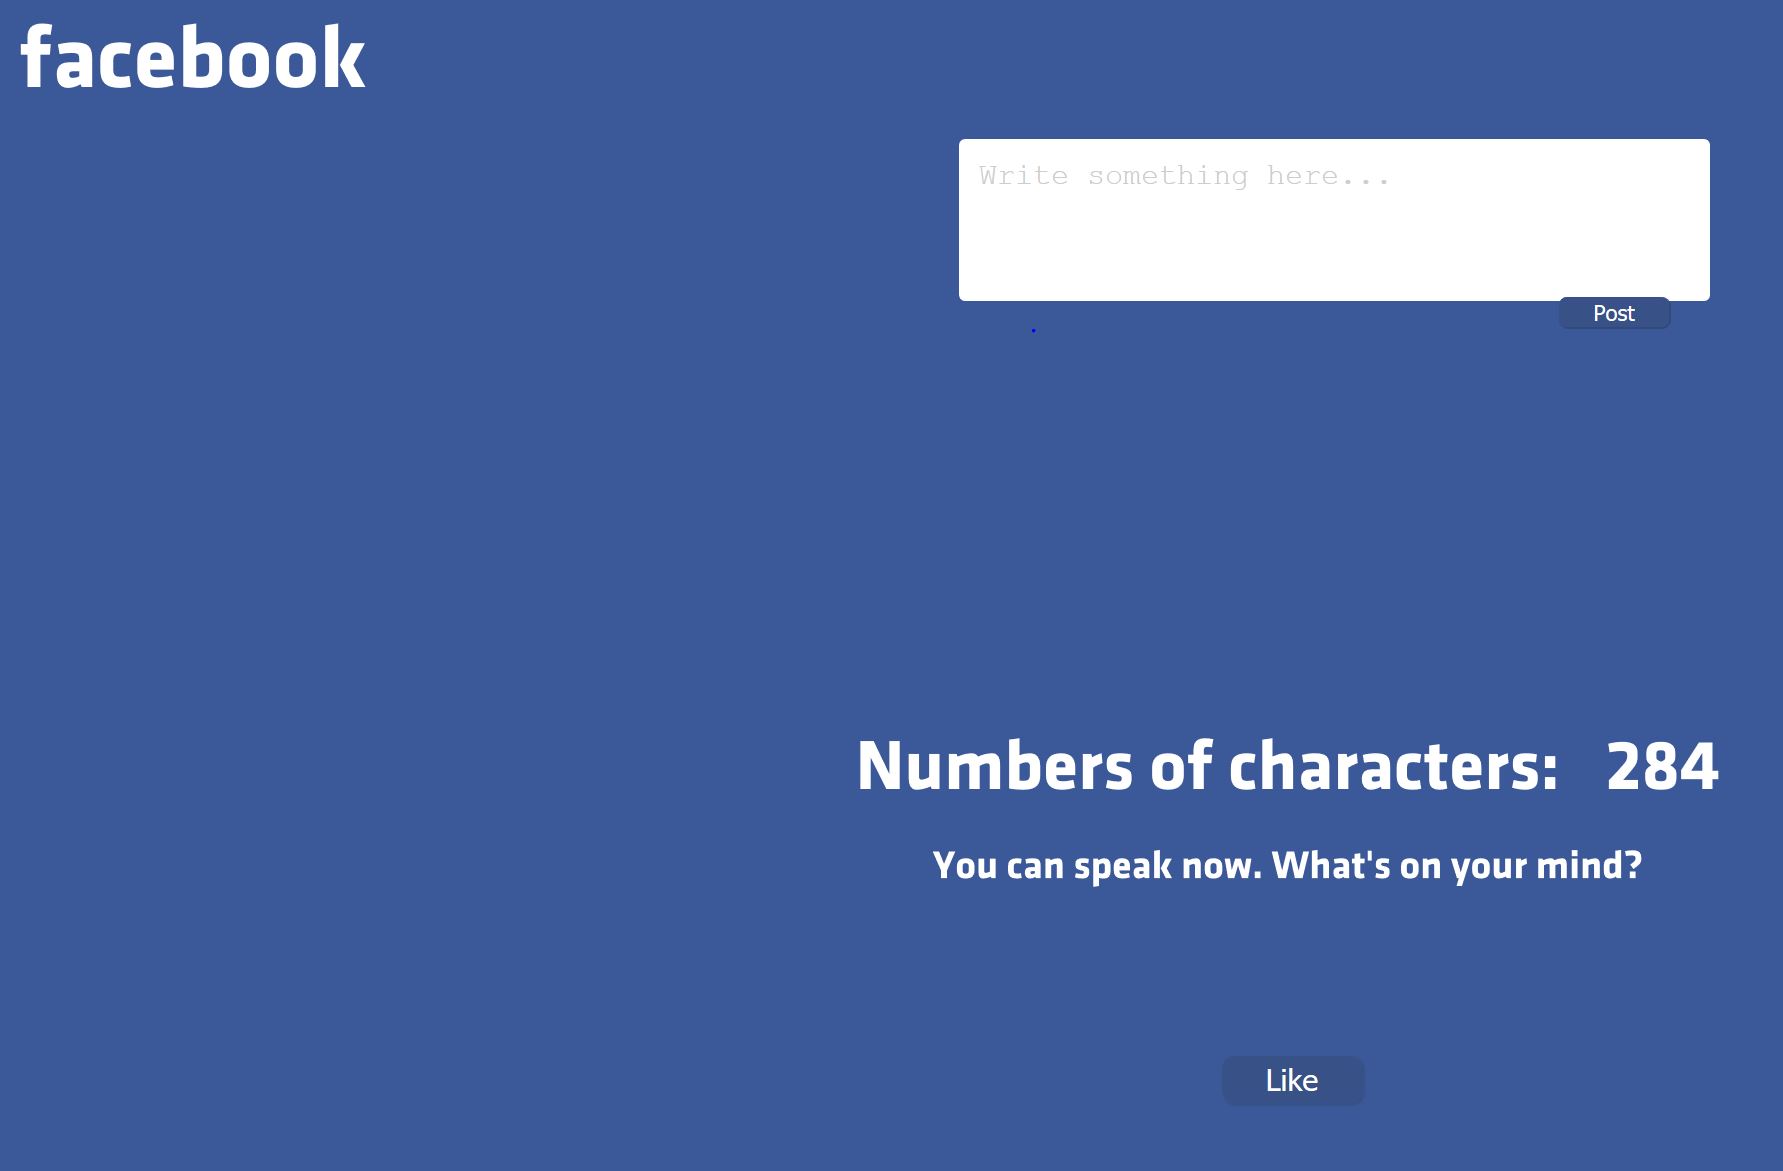 facebook
Write something here...
Post
Numbers of characters: 284
You can speak now. What's on your mind?
Like